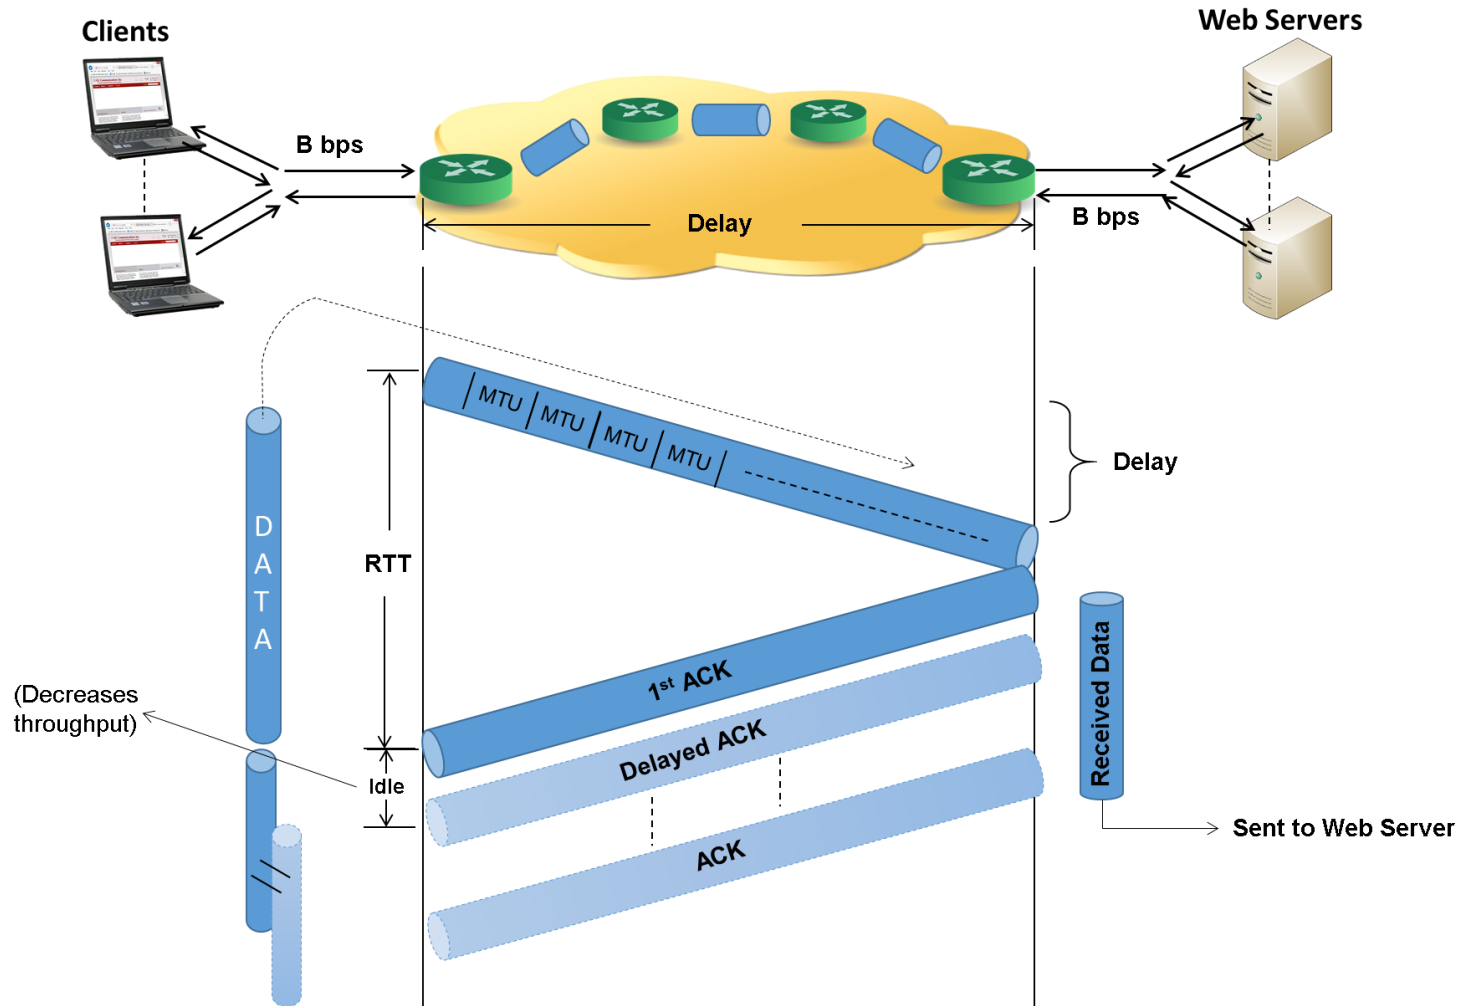 Clients
Web Servers
B bps
Delay
B bps
MTU
MTU
MTU
MTU
Delay
DATA
RTT
1st ACK
Received Data
(Decreases
throughput)
Delayed ACK
Idle
Sent to Web Server
ACK